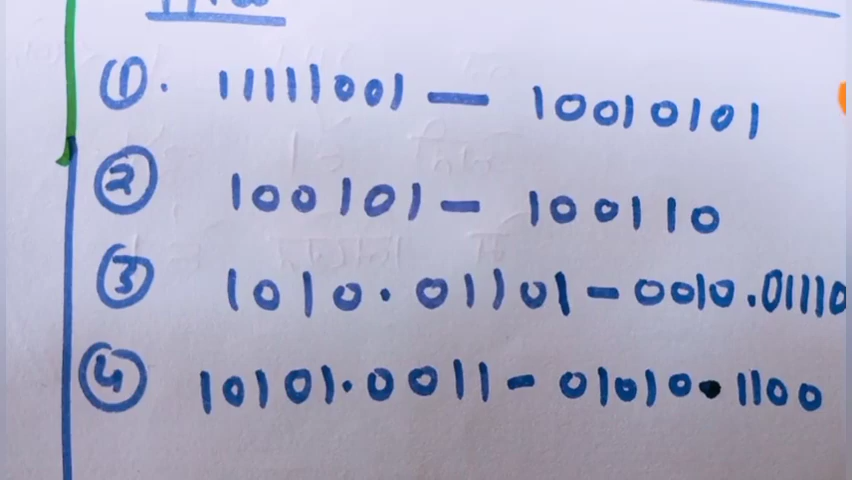 ①. 11111001 — 10010101
② 100101 — 100110
③ 1010.01101 - 0010.01110
④ 10101.0011 - 01010.1100